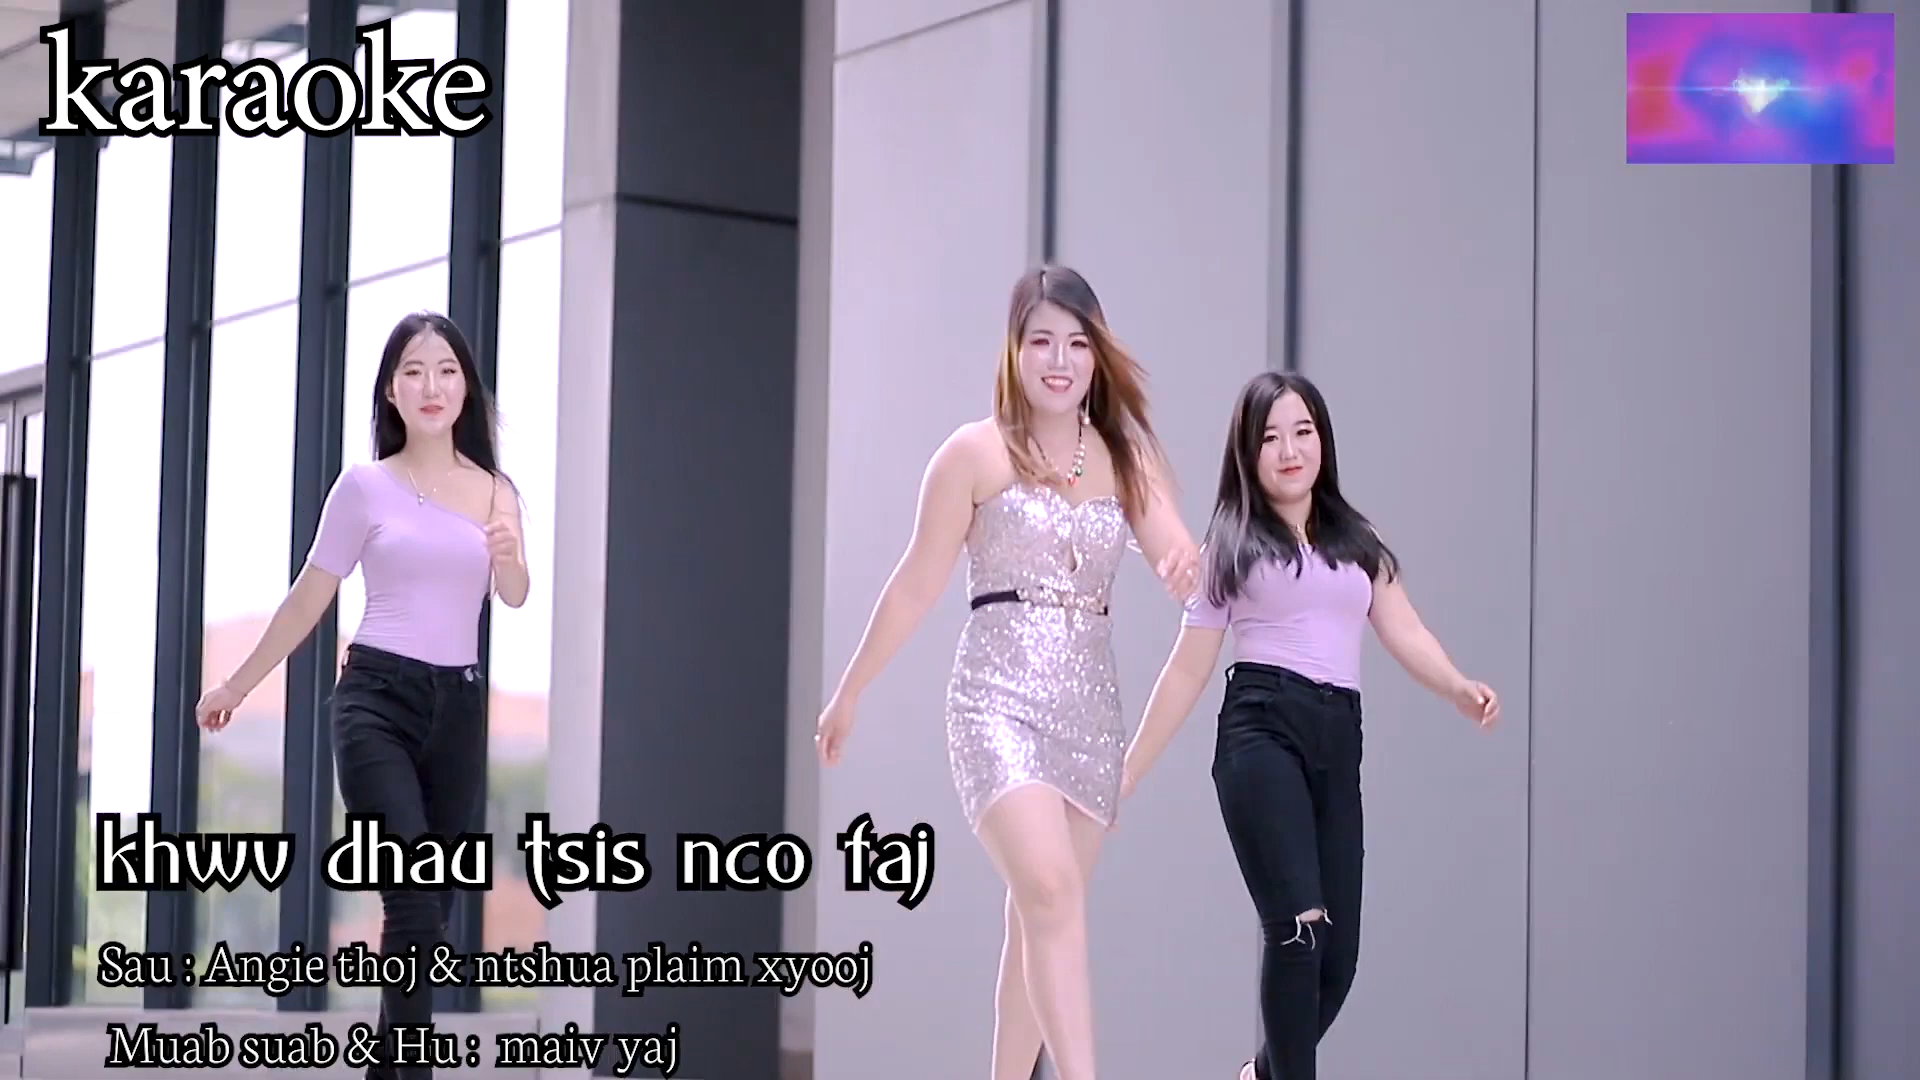 karaoke
khwv dhau tsis nco faj
Sau : Angie thoj & ntshua plaim xyooj
Muab suab & Hu : maiv yaj